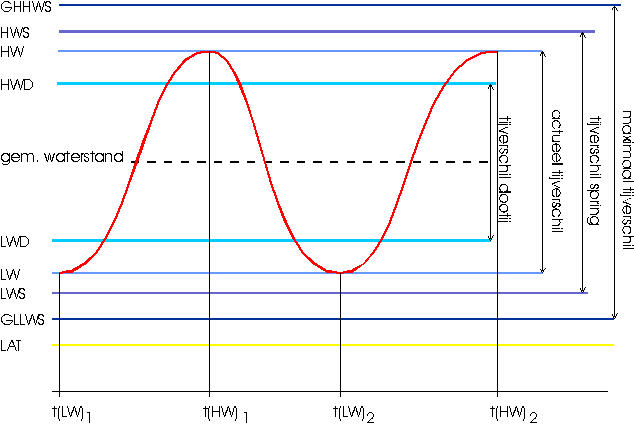 GHHWS
HWS
HW
HWD
gem. waterstand
LWD
LW
LWS
GLLWS
LAT
tijverschil dootij
actueel tijverschil
tijverschil spring
maximaal tijverschil
t(LW)1
t(HW)1
t(LW)2
t(HW)2